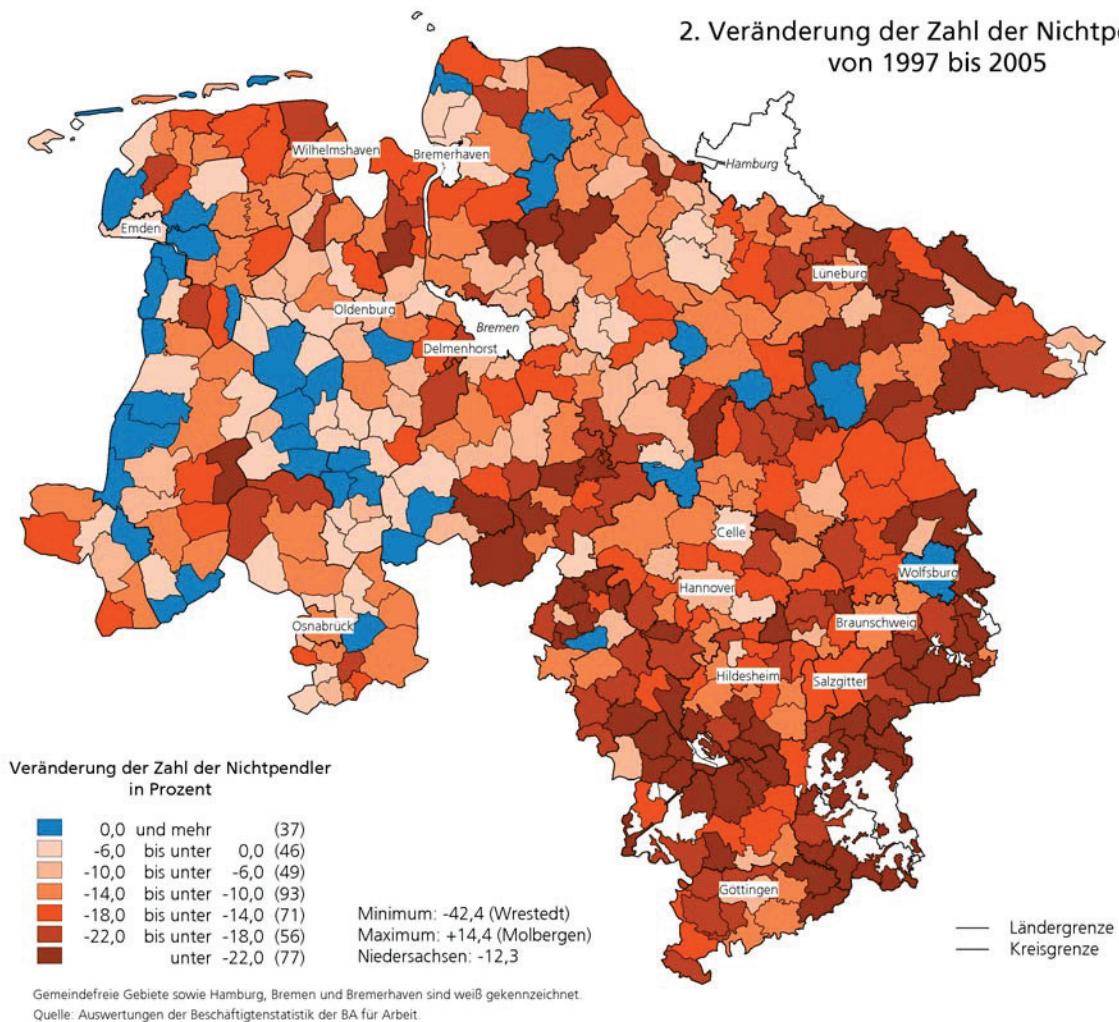 2. Veränderung der Zahl der Nichtpe
von 1997 bis 2005
Wilhelmshaven
Bremerhaven
Hamburg
Emden
Lüneburg
Oldenburg
Bremen
Delmenhorst
Celle
Wolfsburg
Hannover
Braunschweig
Osnabrück
Hildesheim
Salzgitter
Göttingen
Veränderung der Zahl der Nichtpendler
in Prozent
0,0 und mehr (37)
-6,0 bis unter 0,0 (46)
-10,0 bis unter -6,0 (49)
-14,0 bis unter -10,0 (93)
-18,0 bis unter -14,0 (71)
-22,0 bis unter -18,0 (56)
unter -22,0 (77)
Minimum: -42,4 (Wrestedt)
Maximum: +14,4 (Molbergen)
Niedersachsen: -12,3
Ländergrenze
Kreisgrenze
Gemeindefreie Gebiete sowie Hamburg, Bremen und Bremerhaven sind weiß gekennzeichnet.
Quelle: Auswertungen der Beschäftigtenstatistik der BA für Arbeit.